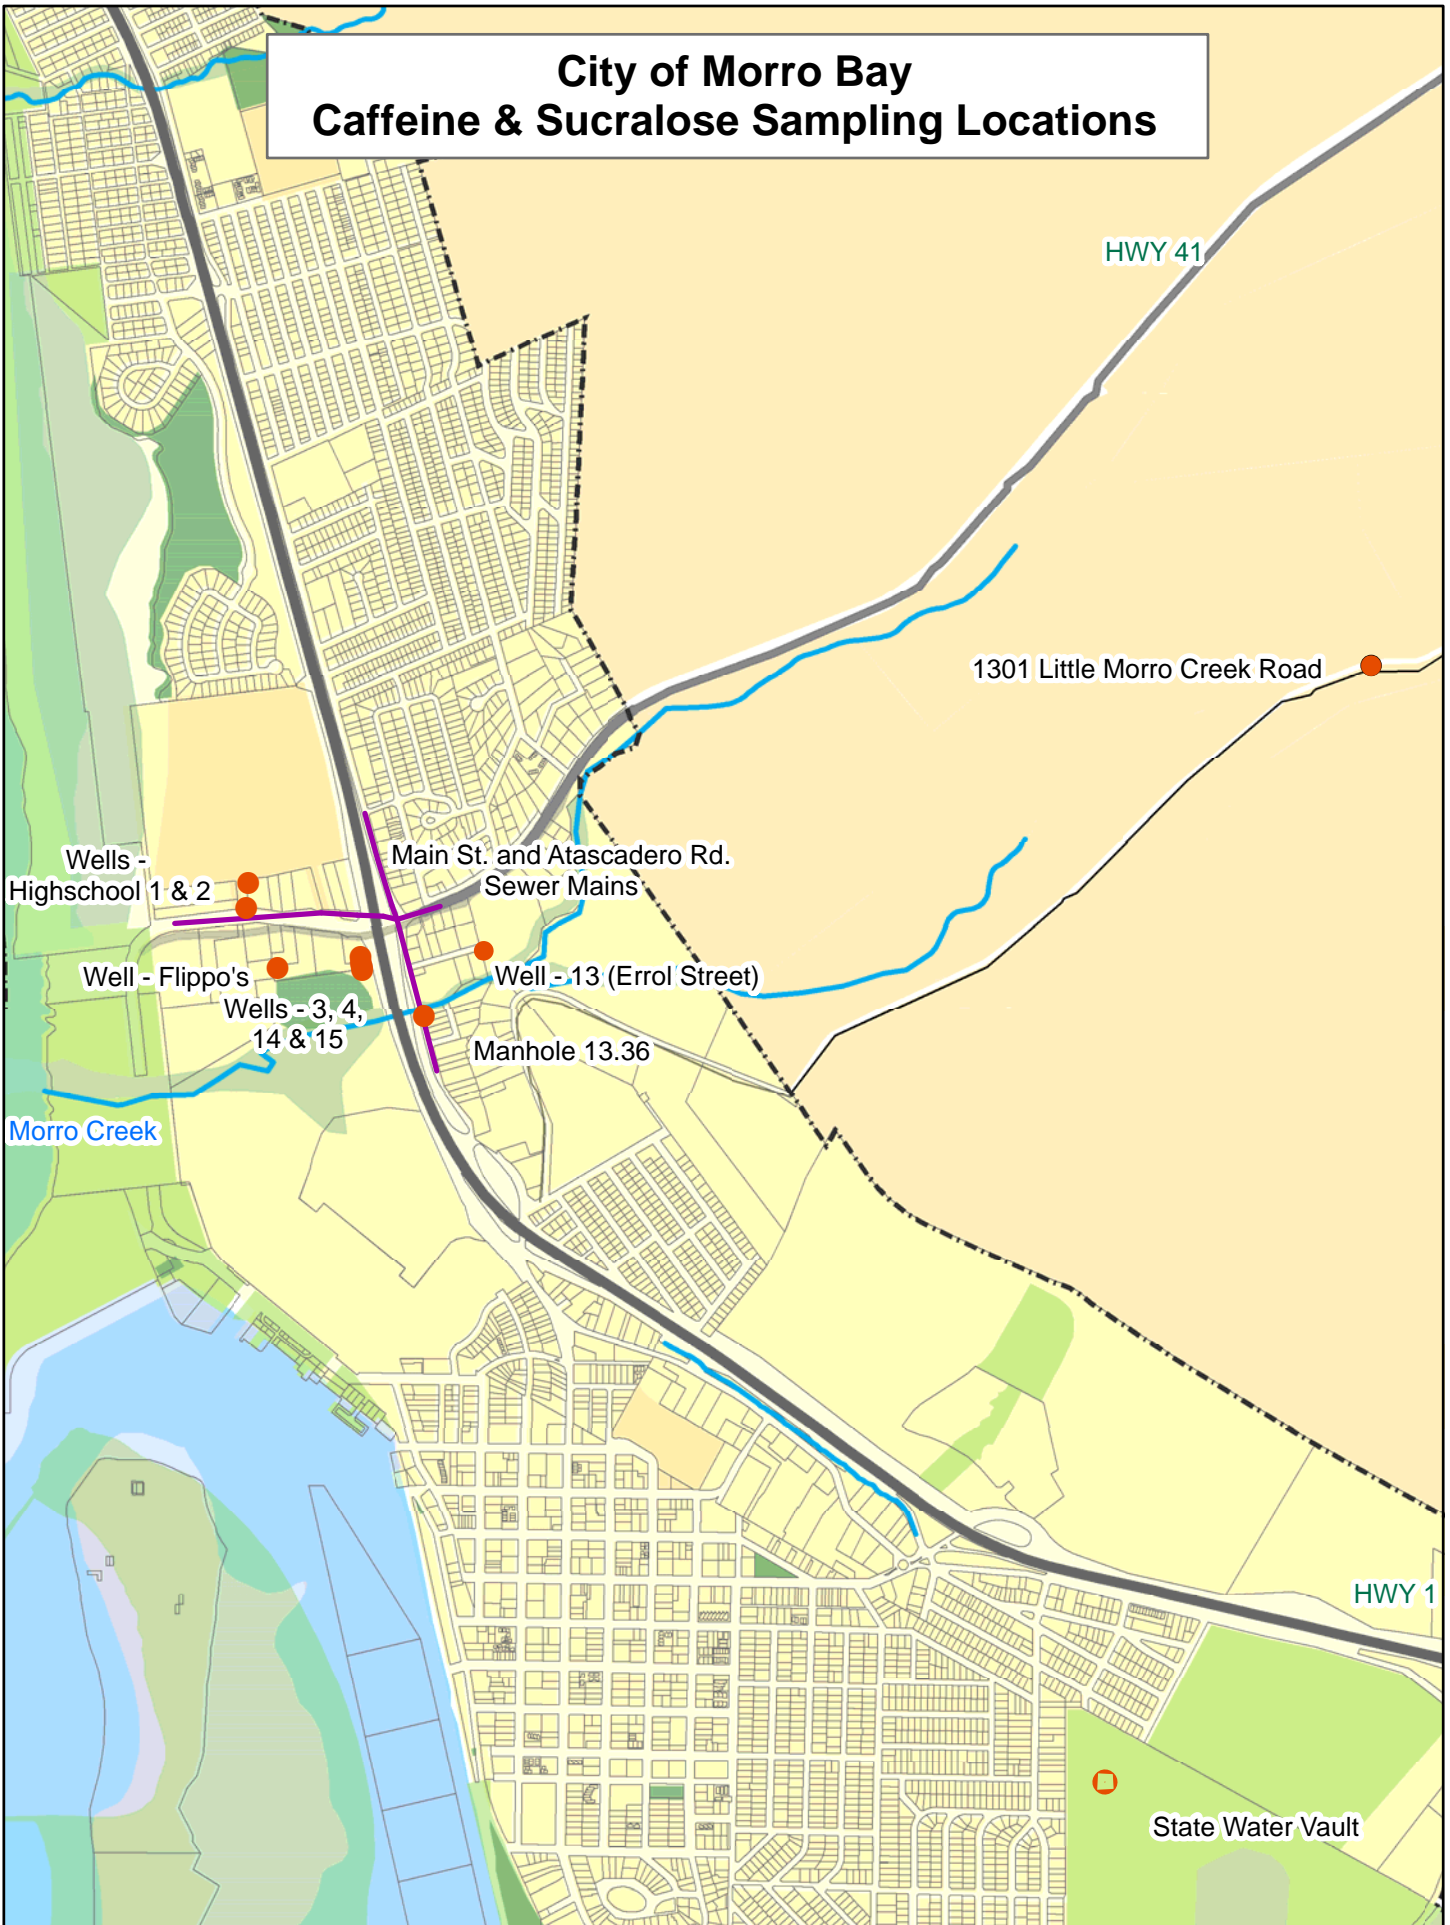 City of Morro Bay
Caffeine & Sucralose Sampling Locations
HWY 41
1301 Little Morro Creek Road
Main St. and Atascadero Rd.
Sewer Mains
Wells -
Highschool 1 & 2
Well - Flippo's
Well - 13 (Errol Street)
Wells - 3, 4,
14 & 15
Manhole 13.36
Morro Creek
HWY 1
State Water Vault